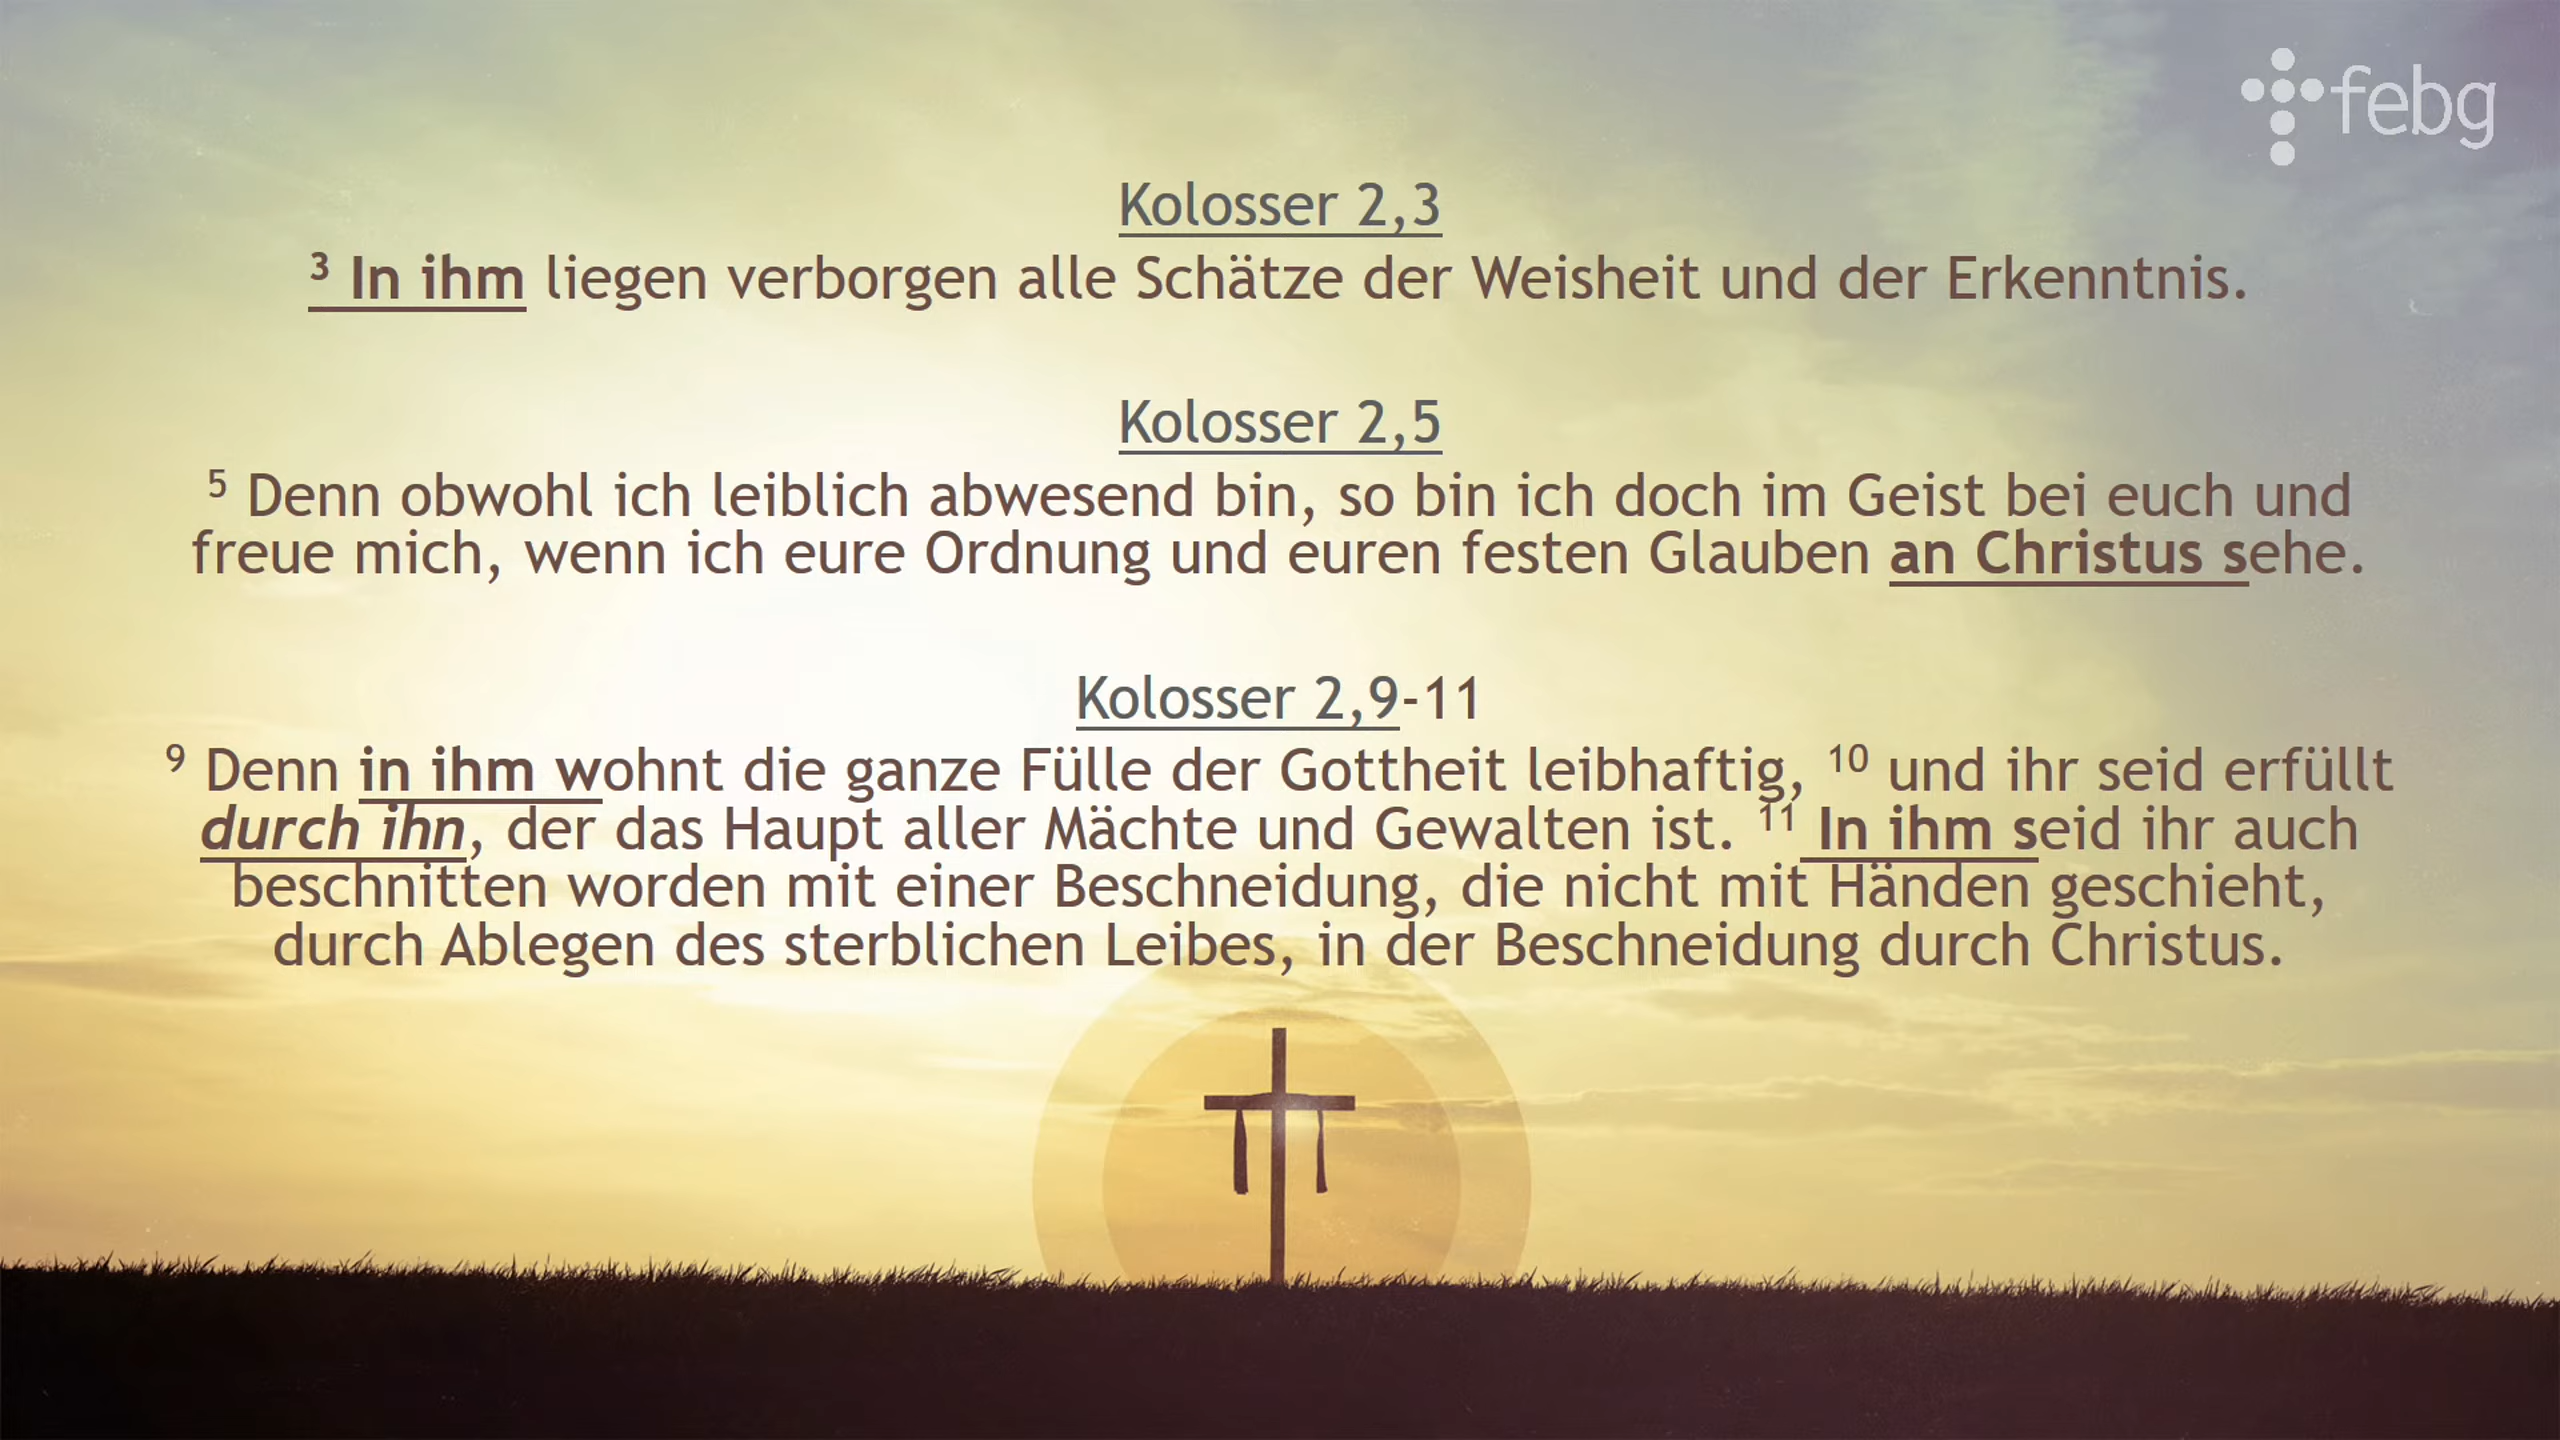 febg
Kolosser 2,3
³ In ihm liegen verborgen alle Schätze der Weisheit und der Erkenntnis.
Kolosser 2,5
⁵ Denn obwohl ich leiblich abwesend bin, so bin ich doch im Geist bei euch und
freue mich, wenn ich eure Ordnung und euren festen Glauben an Christus sehe.
Kolosser 2,9-11
⁹ Denn in ihm wohnt die ganze Fülle der Gottheit leibhaftig, ¹⁰ und ihr seid erfüllt
durch ihn, der das Haupt aller Mächte und Gewalten ist. ¹¹ In ihm seid ihr auch
beschnitten worden mit einer Beschneidung, die nicht mit Händen geschieht,
durch Ablegen des sterblichen Leibes, in der Beschneidung durch Christus.